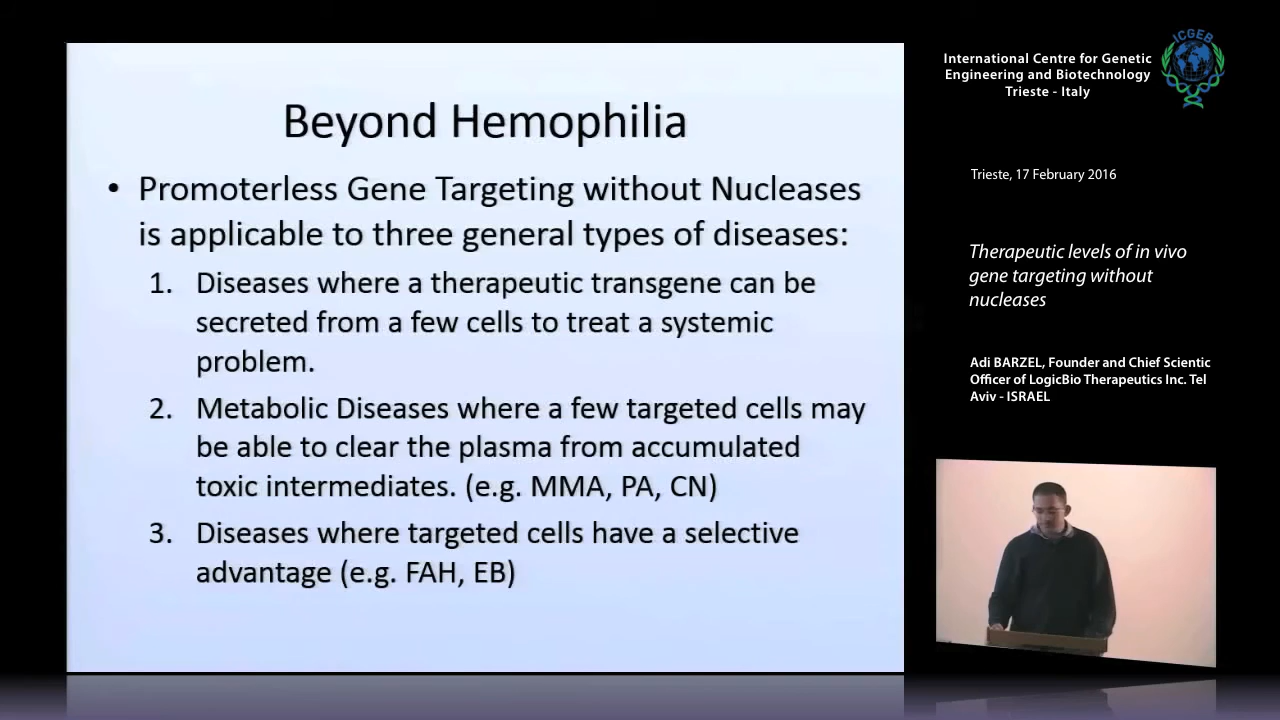 Beyond Hemophilia
• Promoterless Gene Targeting without Nucleases
is applicable to three general types of diseases:
1. Diseases where a therapeutic transgene can be
secreted from a few cells to treat a systemic
problem.
2. Metabolic Diseases where a few targeted cells may
be able to clear the plasma from accumulated
toxic intermediates. (e.g. MMA, PA, CN)
3. Diseases where targeted cells have a selective
advantage (e.g. FAH, EB)
International Centre for Genetic
Engineering and Biotechnology
Trieste - Italy
ICGEB
Trieste, 17 February 2016
Therapeutic levels of in vivo
gene targeting without
nucleases
Adi BARZEL, Founder and Chief Scientic
Officer of LogicBio Therapeutics Inc. Tel
Aviv - ISRAEL